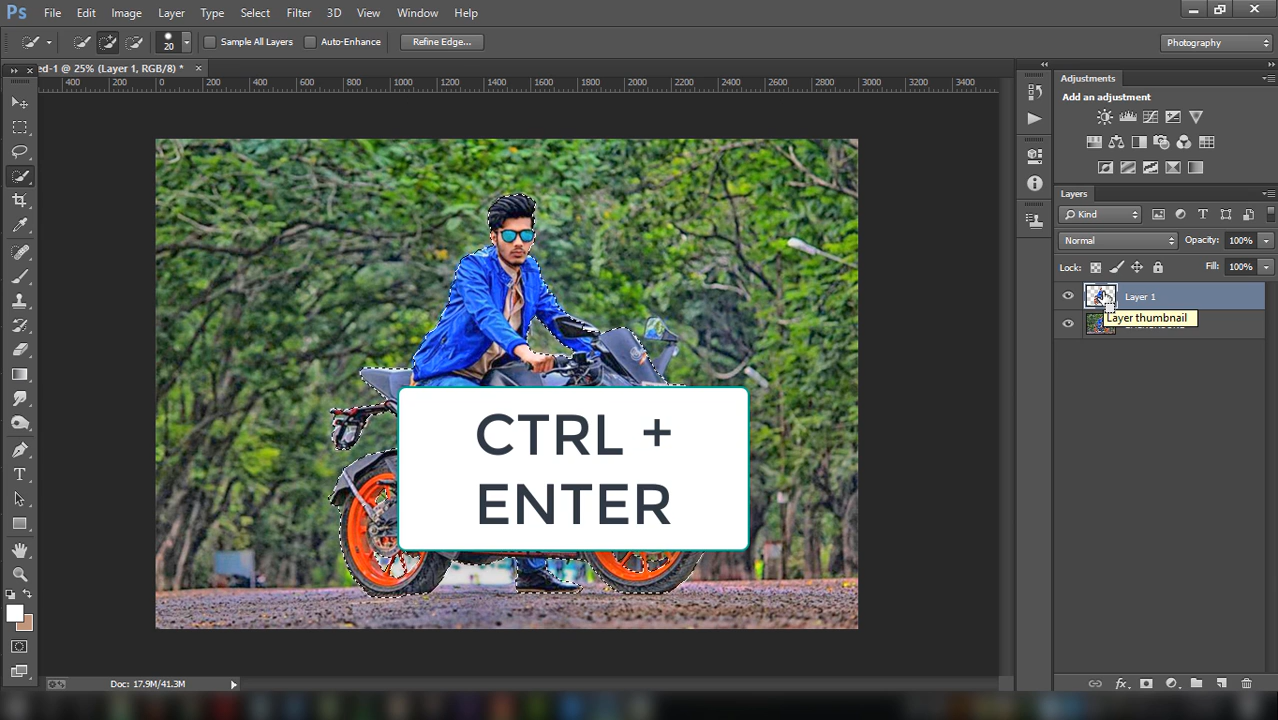 Ps File Edit Image Layer Type Select Filter 3D View Window Help
20 Sample All Layers Auto-Enhance Refine Edge... Photography
ed-1 @ 25% (Layer 1, RGB/8) * ×
400 200 0 200 400 600 800 1000 1200 1400 1600 1800 2000 2200 2400 2600 2800 3000 3200 3400
Adjustments
Add an adjustment
Layers
Kind
Normal Opacity: 100%
Lock: Fill: 100%
Layer 1
Layer thumbnail
CTRL +
ENTER
Doc: 17.9M/41.3M